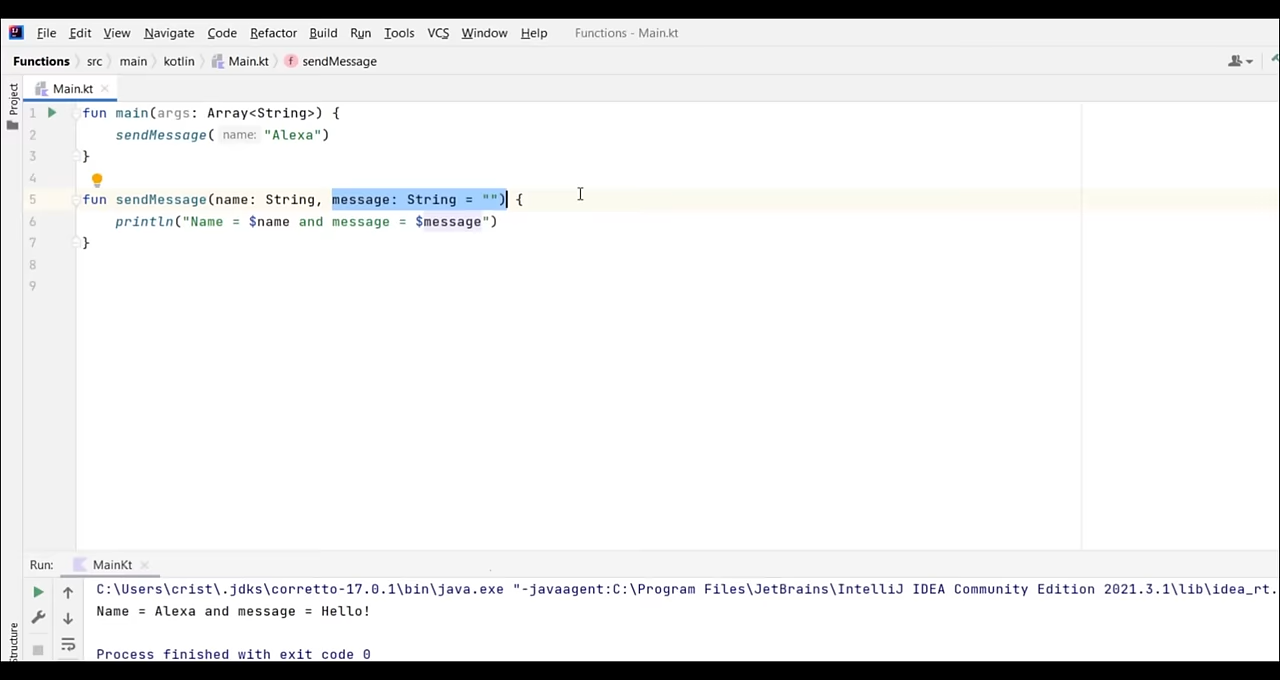 File Edit View Navigate Code Refactor Build Run Tools VCS Window Help Functions - Main.kt
Functions src main kotlin Main.kt sendMessage
Project
Main.kt
1 fun main(args: Array<String>) {
2 sendMessage( name: "Alexa")
3 }
4
5 fun sendMessage(name: String, message: String = "") {
6 println("Name = $name and message = $message")
7 }
8
9
Run: MainKt
C:\Users\crist\.jdks\corretto-17.0.1\bin\java.exe "-javaagent:C:\Program Files\JetBrains\IntelliJ IDEA Community Edition 2021.3.1\lib\idea_rt.
Name = Alexa and message = Hello!
Process finished with exit code 0
Structure